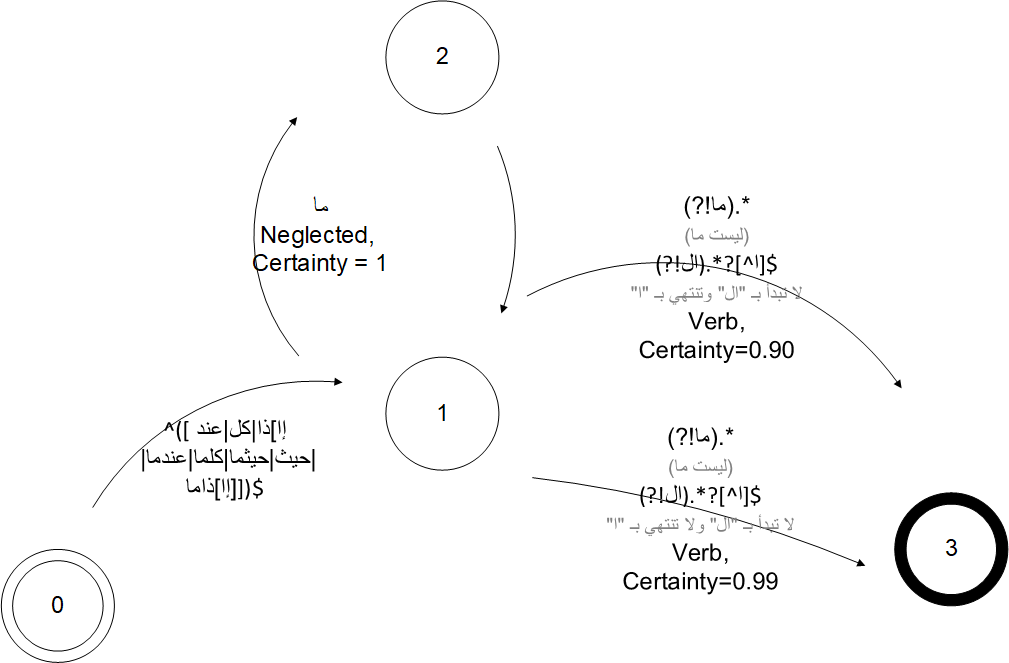 2
ما
Neglected,
Certainty = 1
(?!ما).*
(ليست ما)
(?!ال).*?[^ا]$
لا تبدأ بـ "ال" وتنتهي بـ "ا"
Verb,
Certainty=0.90
1
^([إا]ذا|كل|عند
|حيث|حيثما|كلما|عندما|
[إا]ذاما])$
(?!ما).*
(ليست ما)
(?!ال).*?[^ا]$
لا تبدأ بـ "ال" ولا تنتهي بـ "ا"
Verb,
Certainty=0.99
3
0